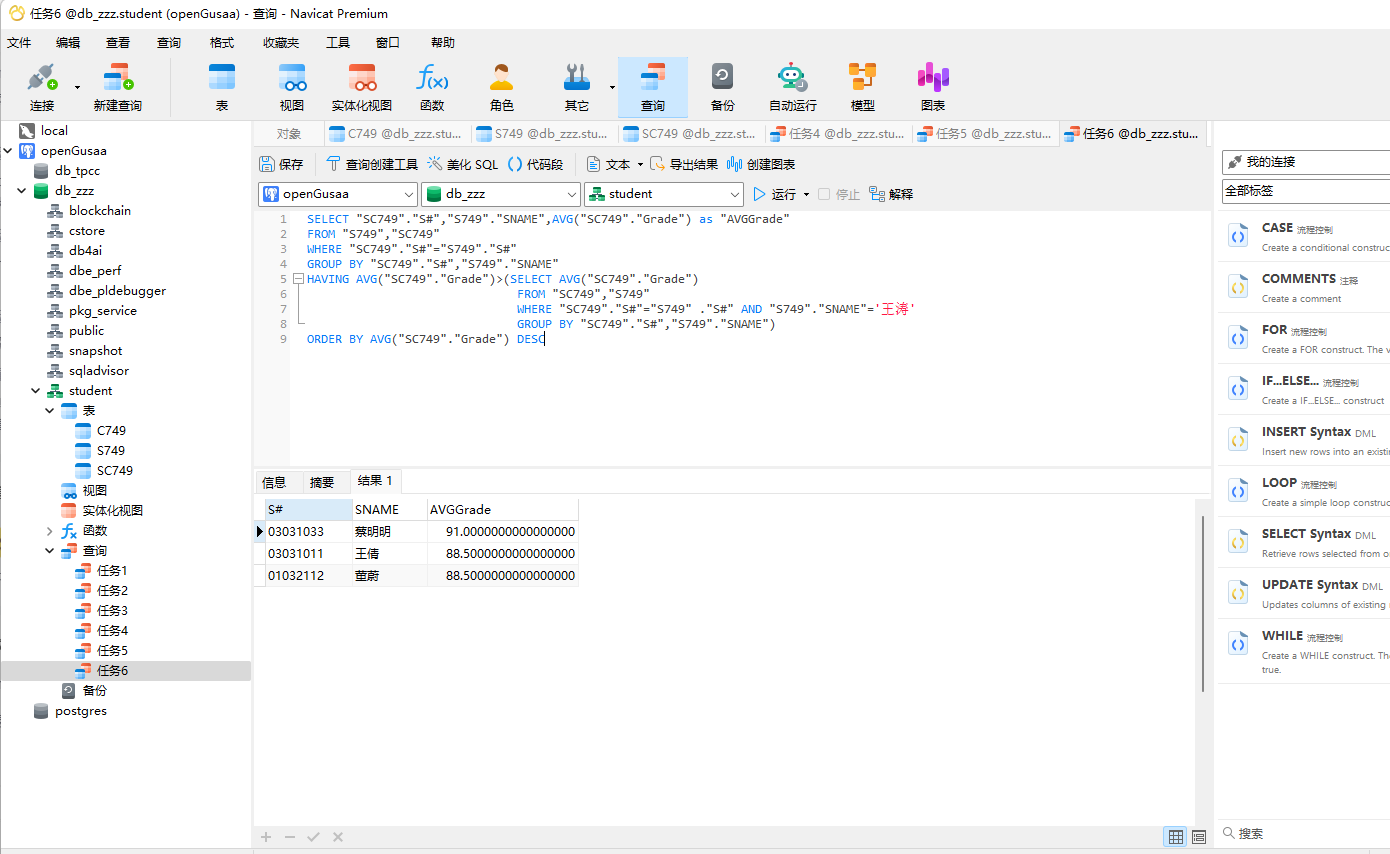 任务6 @db_zzz.student (openGusaa) - 查询 - Navicat Premium
文件 编辑 查看 查询 格式 收藏夹 工具 窗口 帮助
连接 新建查询 表 视图 实体化视图 函数 角色 其它 查询 备份 自动运行 模型 图表
local
openGusaa
db_tpcc
db_zzz
blockchain
cstore
db4ai
dbe_perf
dbe_pldebugger
pkg_service
public
snapshot
sqladvisor
student
表
C749
S749
SC749
视图
实体化视图
函数
查询
任务1
任务2
任务3
任务4
任务5
任务6
备份
postgres
对象 C749 @db_zzz.stu... S749 @db_zzz.stu... SC749 @db_zzz.st... 任务4 @db_zzz.stu... 任务5 @db_zzz.stu... 任务6 @db_zzz.stu...
保存 查询创建工具 美化 SQL 代码段 文本 导出结果 创建图表
openGusaa db_zzz student 运行 停止 解释
1 SELECT "SC749"."S#","S749"."SNAME",AVG("SC749"."Grade") as "AVGGrade"
2 FROM "S749","SC749"
3 WHERE "SC749"."S#"="S749"."S#"
4 GROUP BY "SC749"."S#","S749"."SNAME"
5 HAVING AVG("SC749"."Grade")>(SELECT AVG("SC749"."Grade")
6 FROM "SC749","S749"
7 WHERE "SC749"."S#"="S749" ."S#" AND "S749"."SNAME"='王涛'
8 GROUP BY "SC749"."S#","S749"."SNAME")
9 ORDER BY AVG("SC749"."Grade") DESC
信息 摘要 结果 1
S# SNAME AVGGrade
03031033 蔡明明 91.0000000000000000
03031011 王倩 88.5000000000000000
01032112 董蔚 88.5000000000000000
我的连接
全部标签
CASE 流程控制
Create a conditional construc
COMMENTS 注释
Create a comment
FOR 流程控制
Create a FOR construct. The v
IF...ELSE... 流程控制
Create a IF...ELSE... construct
INSERT Syntax DML
Insert new rows into an existin
LOOP 流程控制
Create a simple loop construc
SELECT Syntax DML
Retrieve rows selected from o
UPDATE Syntax DML
Updates columns of existing
WHILE 流程控制
Create a WHILE construct. The
true.
搜索